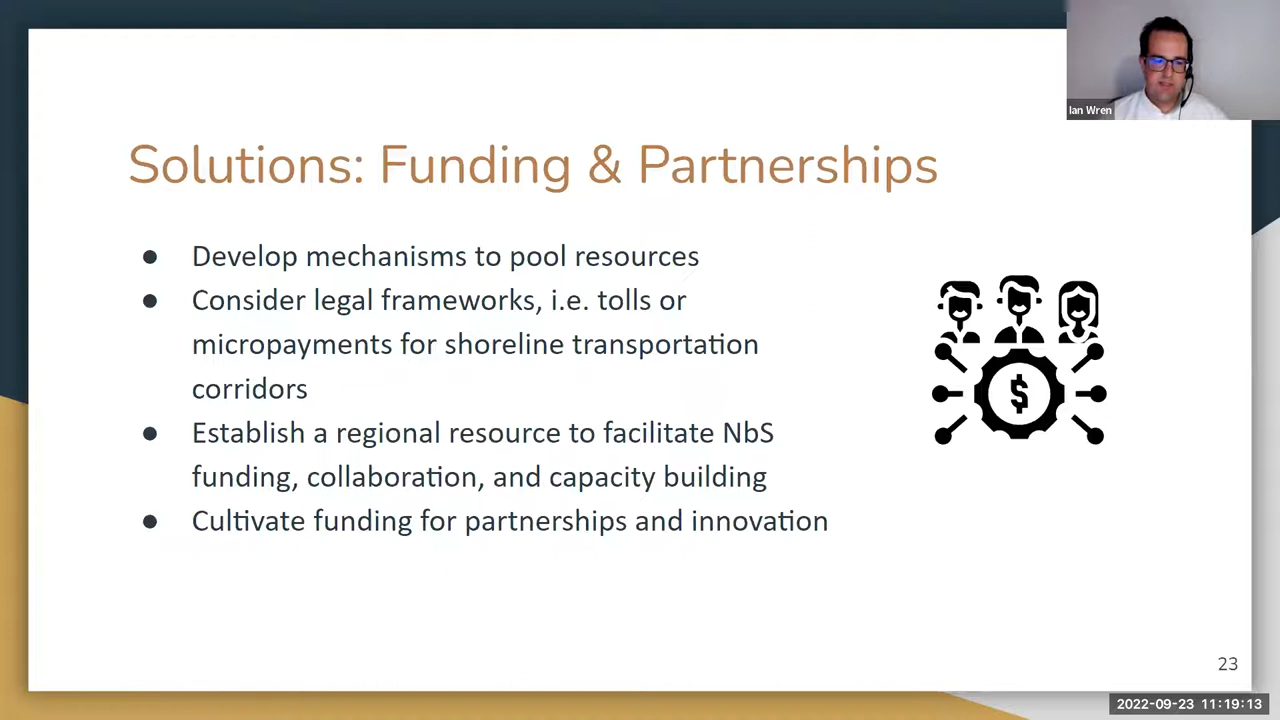 Ian Wren
Solutions: Funding & Partnerships
● Develop mechanisms to pool resources
● Consider legal frameworks, i.e. tolls or
micropayments for shoreline transportation
corridors
● Establish a regional resource to facilitate NbS
funding, collaboration, and capacity building
● Cultivate funding for partnerships and innovation
$
23
2022-09-23 11:19:13